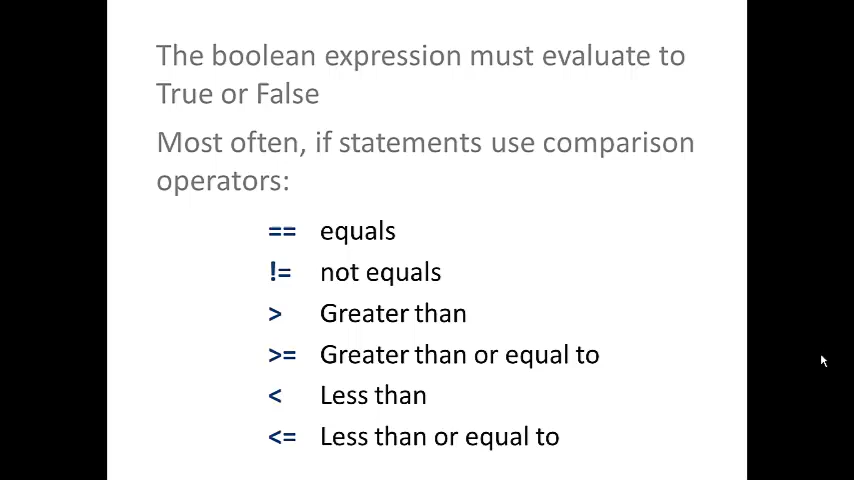 The boolean expression must evaluate to
True or False
Most often, if statements use comparison
operators:
== equals
!= not equals
> Greater than
>= Greater than or equal to
< Less than
<= Less than or equal to